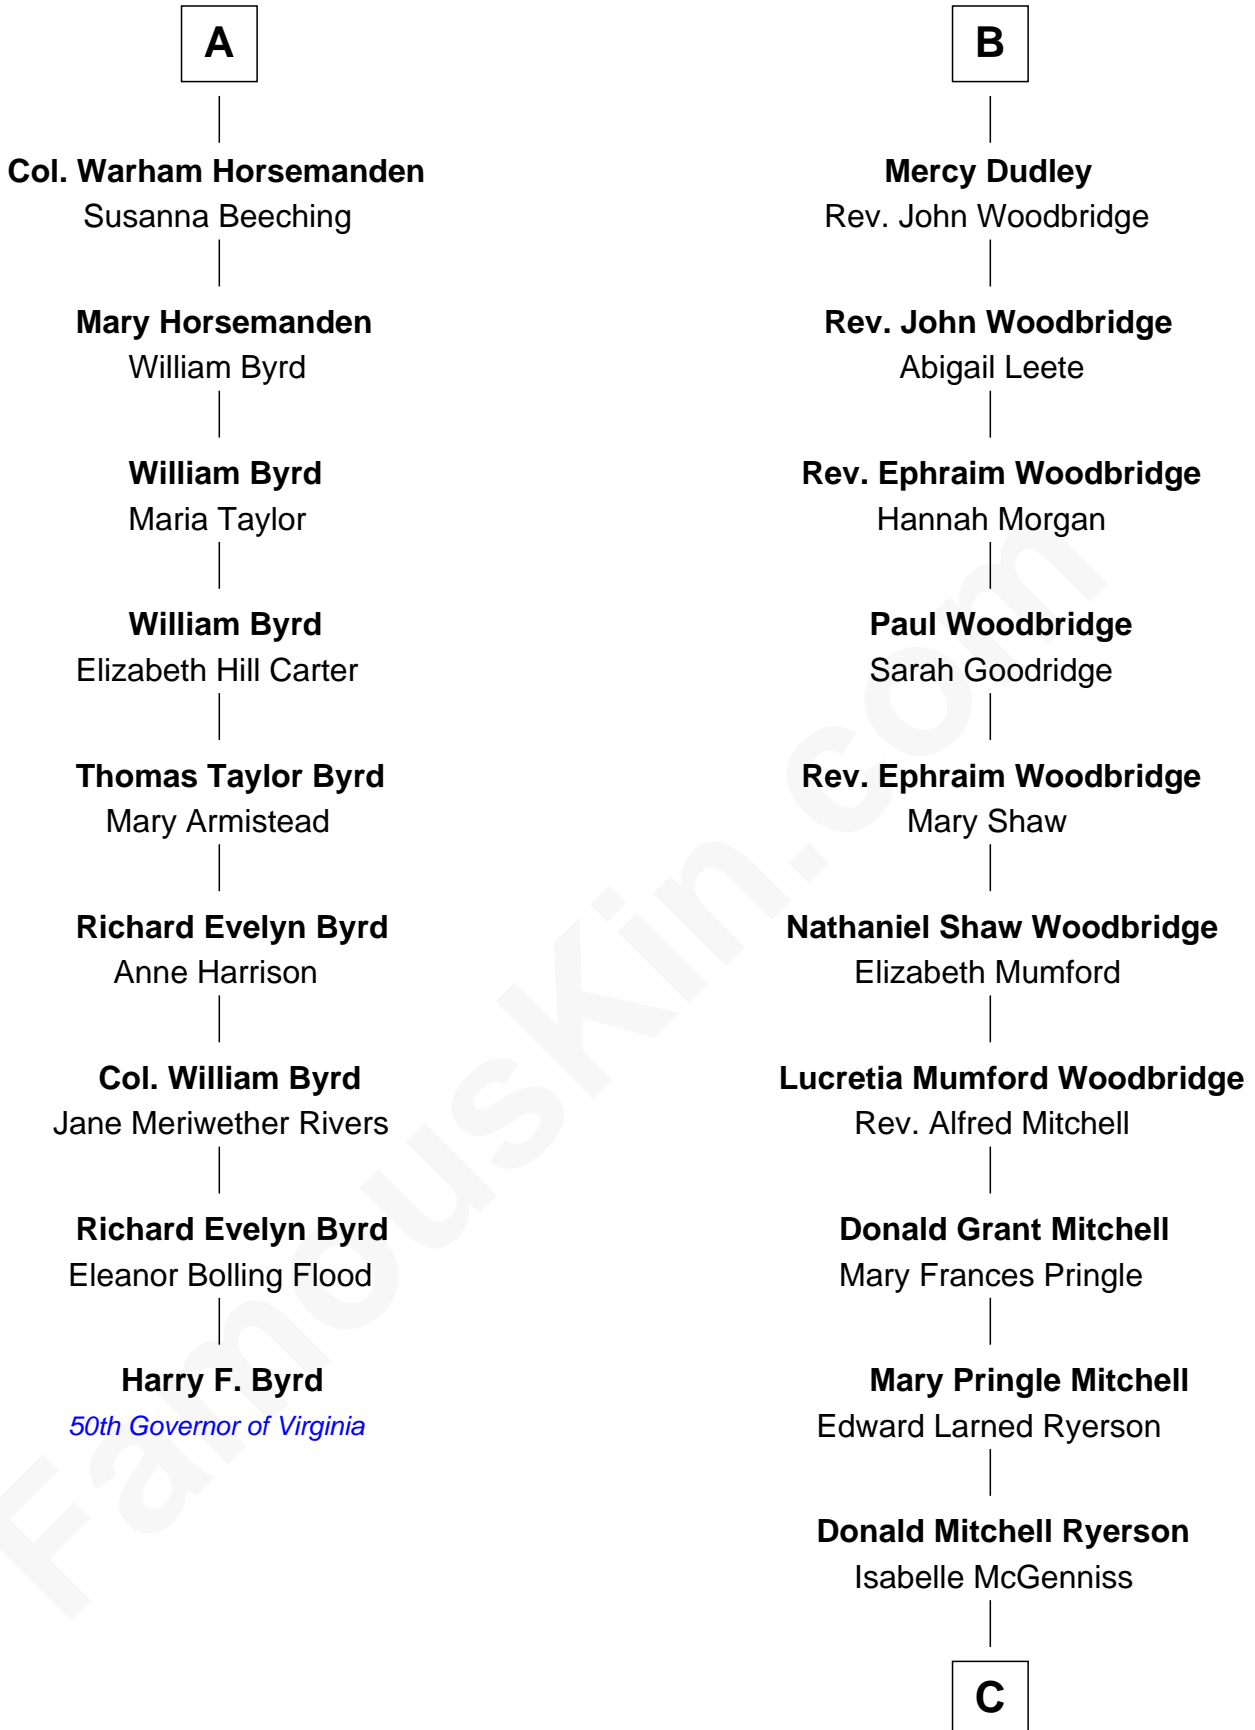 A
Col. Warham Horsemanden
Susanna Beeching
Mary Horsemanden
William Byrd
William Byrd
Maria Taylor
William Byrd
Elizabeth Hill Carter
Thomas Taylor Byrd
Mary Armistead
Richard Evelyn Byrd
Anne Harrison
Col. William Byrd
Jane Meriwether Rivers
Richard Evelyn Byrd
Eleanor Bolling Flood
Harry F. Byrd
50th Governor of Virginia
B
Mercy Dudley
Rev. John Woodbridge
Rev. John Woodbridge
Abigail Leete
Rev. Ephraim Woodbridge
Hannah Morgan
Paul Woodbridge
Sarah Goodridge
Rev. Ephraim Woodbridge
Mary Shaw
Nathaniel Shaw Woodbridge
Elizabeth Mumford
Lucretia Mumford Woodbridge
Rev. Alfred Mitchell
Donald Grant Mitchell
Mary Frances Pringle
Mary Pringle Mitchell
Edward Larned Ryerson
Donald Mitchell Ryerson
Isabelle McGenniss
C
FamousKin.com